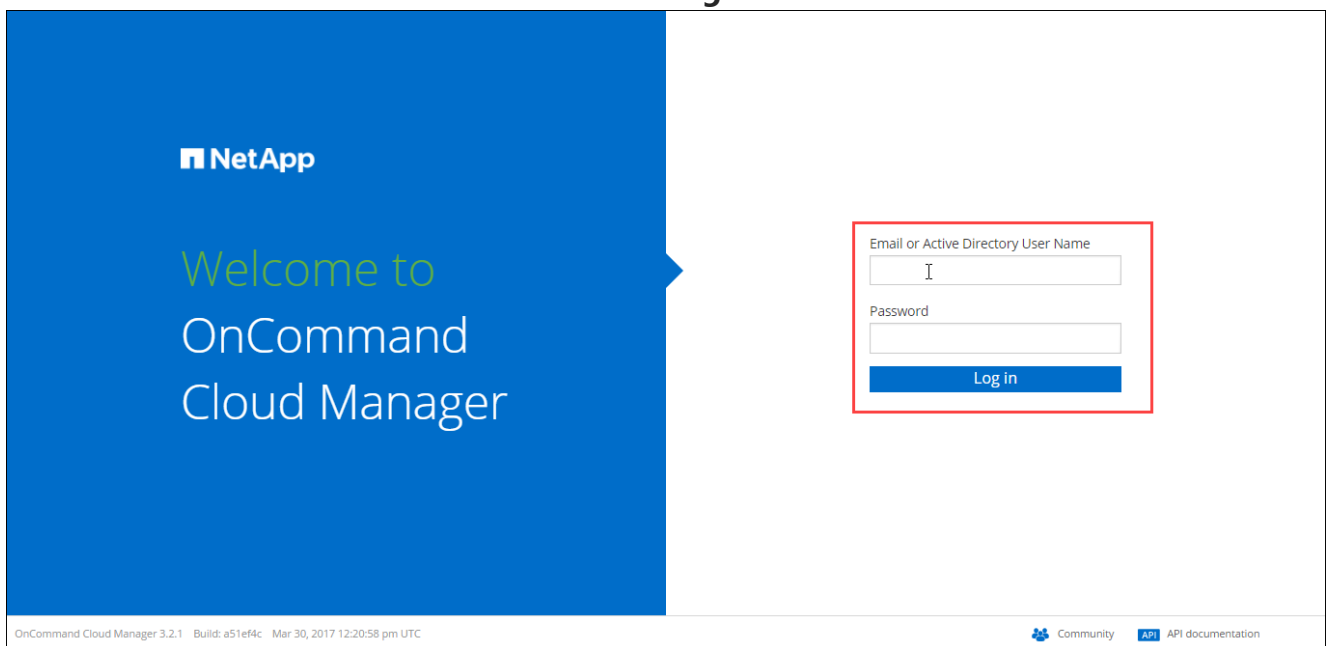 NetApp
Welcome to
OnCommand
Cloud Manager
Email or Active Directory User Name
Password
Log in
OnCommand Cloud Manager 3.2.1 Build: a51ef4c Mar 30, 2017 12:20:58 pm UTC
Community API API documentation